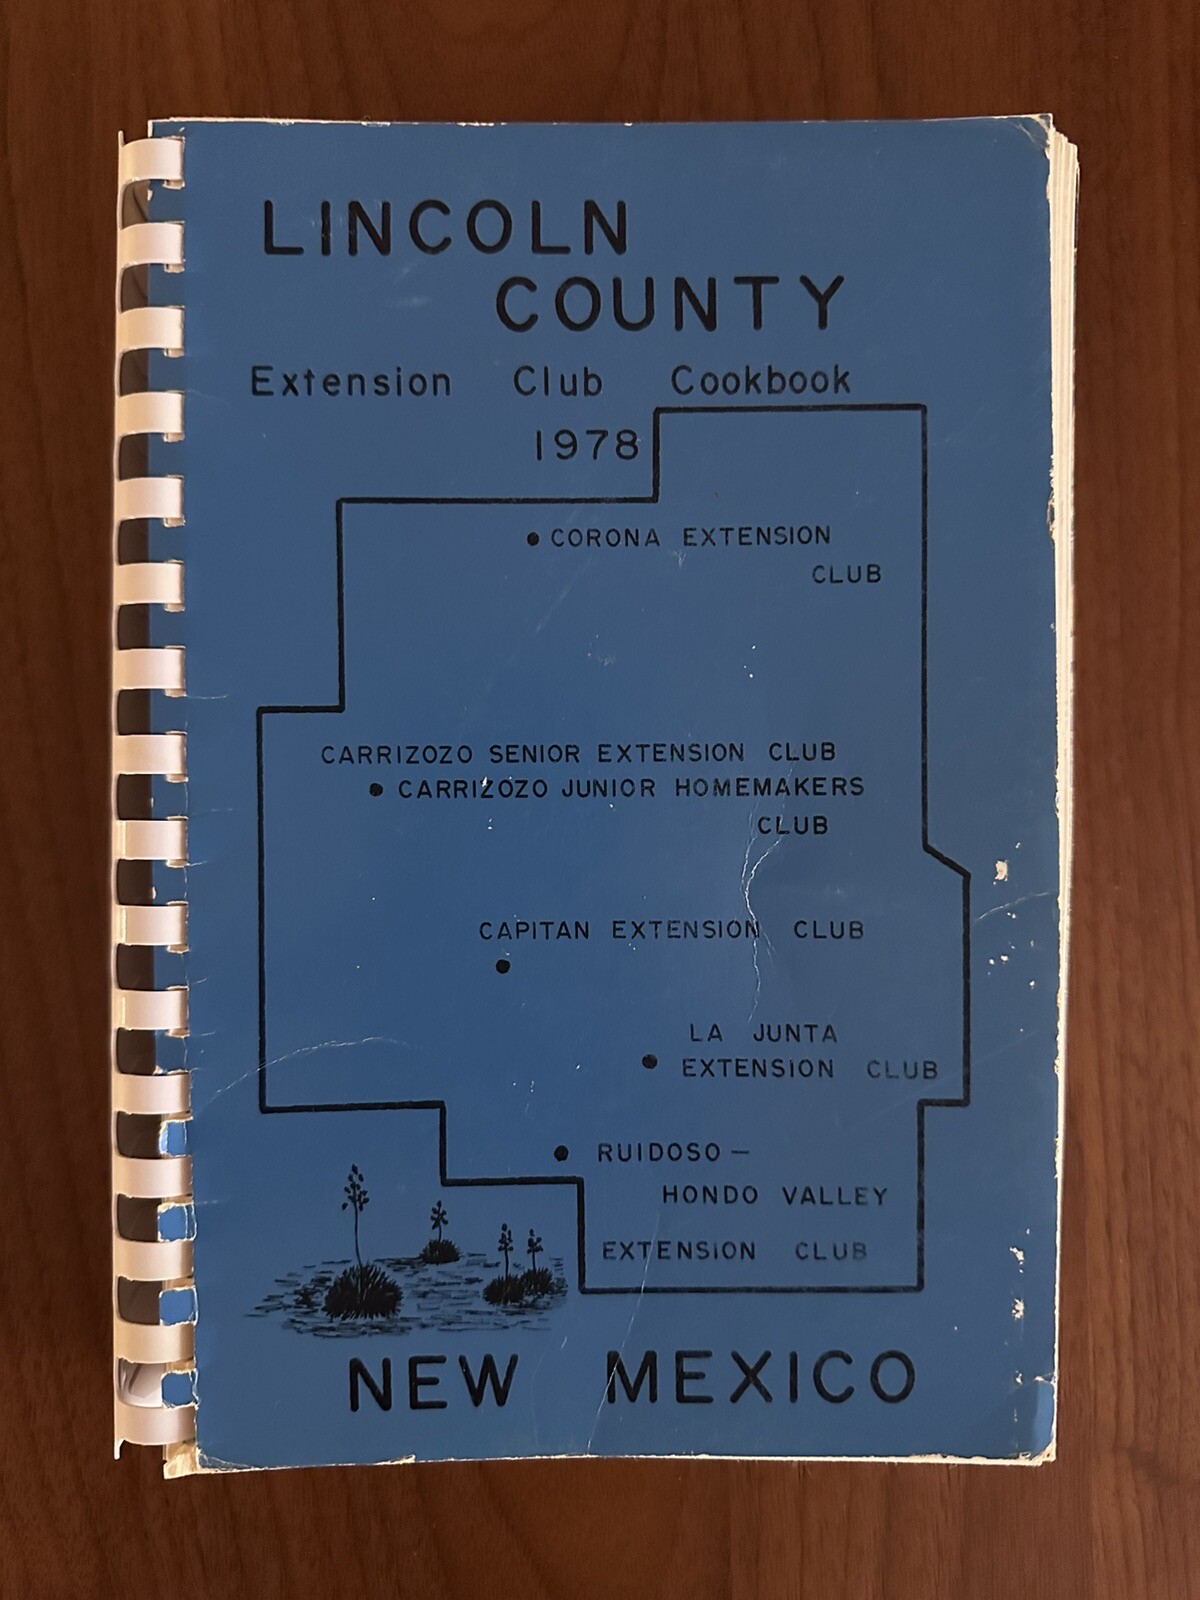 LINCOLN
COUNTY
Extension Club Cookbook
1978
CORONA EXTENSION
CLUB
CARRIZOZO SENIOR EXTENSION CLUB
CARRIZOZO JUNIOR HOMEMAKERS
CLUB
CAPITAN EXTENSION CLUB
LA JUNTA
EXTENSION CLUB
RUIDOSO –
HONDO VALLEY
EXTENSION CLUB
NEW MEXICO